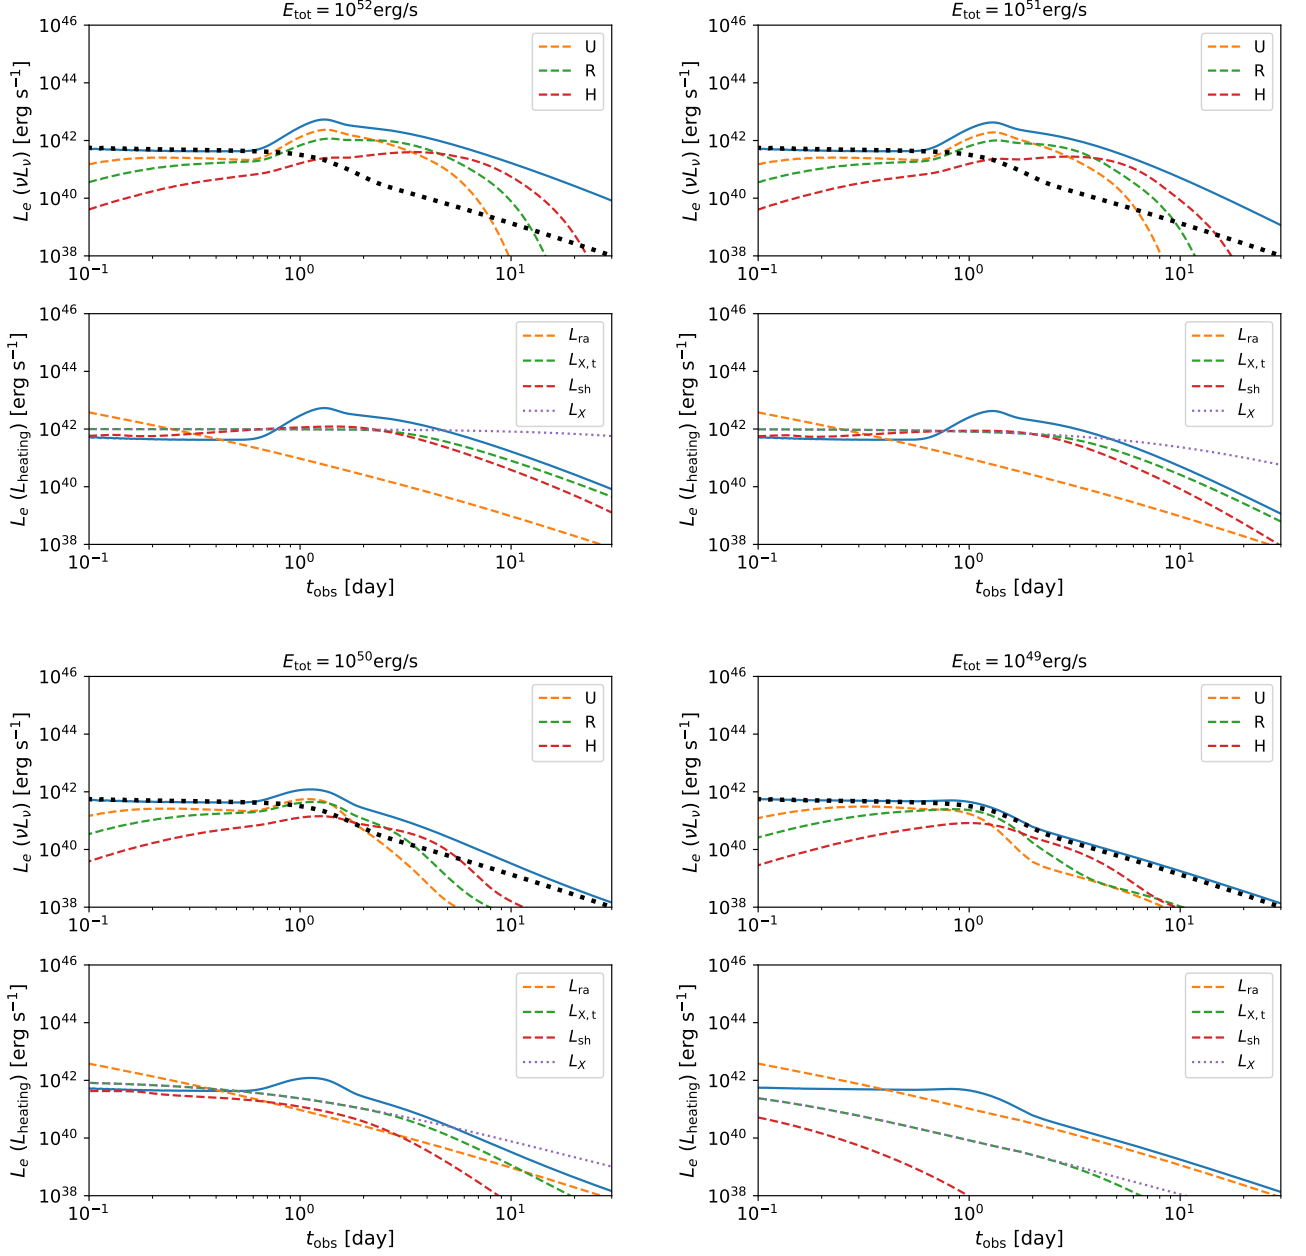 E_tot = 10^52 erg/s
10^46
10^44
10^42
10^40
10^38
L_e (νL_ν) [erg s^−1]
U
R
H
10^−1
10^0
10^1
E_tot = 10^51 erg/s
10^46
10^44
10^42
10^40
10^38
L_e (νL_ν) [erg s^−1]
U
R
H
10^−1
10^0
10^1
10^46
10^44
10^42
10^40
10^38
L_e (L_heating) [erg s^−1]
L_ra
L_X,t
L_sh
L_X
10^−1
10^0
10^1
t_obs [day]
10^46
10^44
10^42
10^40
10^38
L_e (L_heating) [erg s^−1]
L_ra
L_X,t
L_sh
L_X
10^−1
10^0
10^1
t_obs [day]
E_tot = 10^50 erg/s
10^46
10^44
10^42
10^40
10^38
L_e (νL_ν) [erg s^−1]
U
R
H
10^−1
10^0
10^1
E_tot = 10^49 erg/s
10^46
10^44
10^42
10^40
10^38
L_e (νL_ν) [erg s^−1]
U
R
H
10^−1
10^0
10^1
10^46
10^44
10^42
10^40
10^38
L_e (L_heating) [erg s^−1]
L_ra
L_X,t
L_sh
L_X
10^−1
10^0
10^1
t_obs [day]
10^46
10^44
10^42
10^40
10^38
L_e (L_heating) [erg s^−1]
L_ra
L_X,t
L_sh
L_X
10^−1
10^0
10^1
t_obs [day]